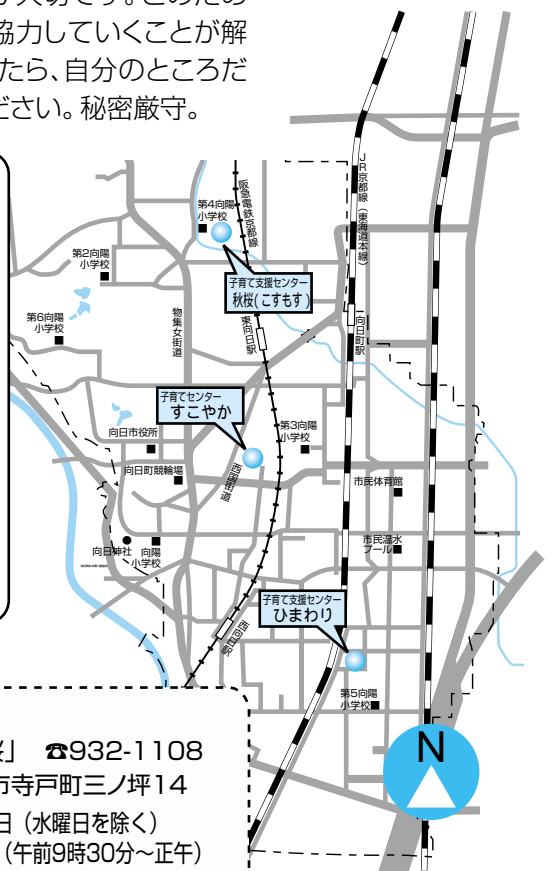 協力していくことが解
たら、自分のところだ
ださい。秘密厳守。
JR京都線(東海道本線)
阪急電鉄京都線
第4向陽
小学校
第2向陽
小学校
子育て支援センター
秋桜(こすもす)
物集女街道
東向日駅
向日町駅
第6向陽
小学校
子育てセンター
すこやか
第3向陽
小学校
向日市役所
向日町競輪場
西国街道
市民体育館
向日神社
向陽
小学校
市民温水
プール
子育て支援センター
ひまわり
西向日駅
第5向陽
小学校
N
」 ☎932-1108
市寺戸町三ノ坪14
日(水曜日を除く)
(午前9時30分〜正午)